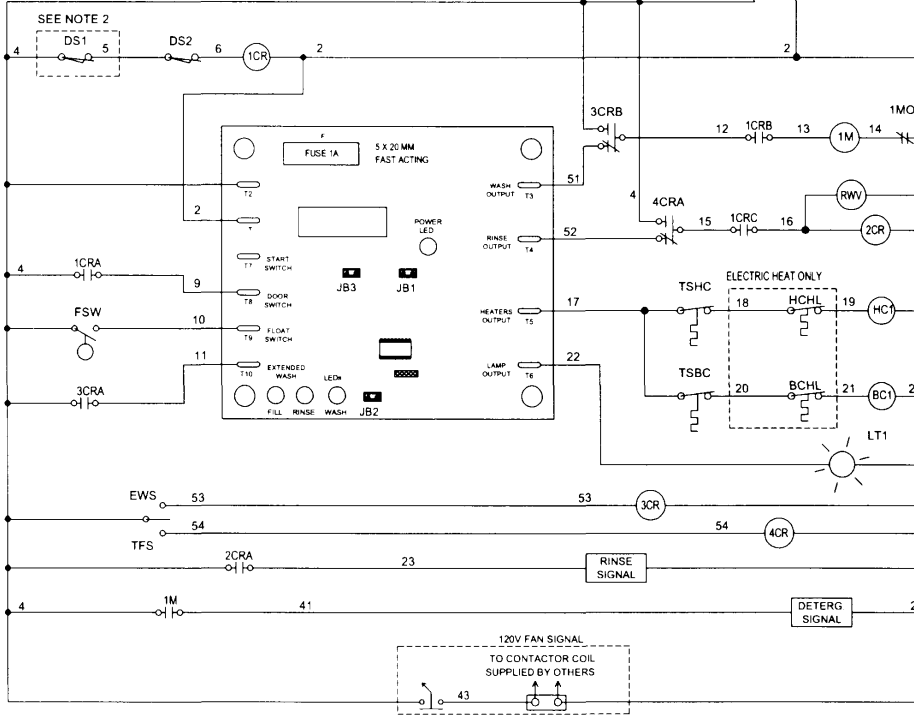 SEE NOTE 2
4 DS1 5 DS2 6 1CR 2 2
3CRB 1CRB 1MO
12 13 1M 14
F
FUSE 1A
5 X 20 MM
FAST ACTING
T2
2
T
T7 START
SWITCH
4 1CRA 9
T8 DOOR
SWITCH
FSW 10
T9 FLOAT
SWITCH
11
T10 EXTENDED
WASH
3CRA
POWER
LED
JB3 JB1
LEDs
FILL RINSE WASH JB2
WASH
OUTPUT T3 51
RINSE
OUTPUT T4 52
HEATERS
OUTPUT T5 17
LAMP
OUTPUT T6 22
4 4CRA 15 1CRC 16 RWV
2CR
ELECTRIC HEAT ONLY
TSHC 18 HCHL 19 HC1
TSBC 20 BCHL 21 BC1 2
LT1
EWS 53 53 3CR
TFS 54 54 4CR
2CRA 23 RINSE
SIGNAL
4 1M 41 DETERG
SIGNAL 2
120V FAN SIGNAL
TO CONTACTOR COIL
SUPPLIED BY OTHERS
43